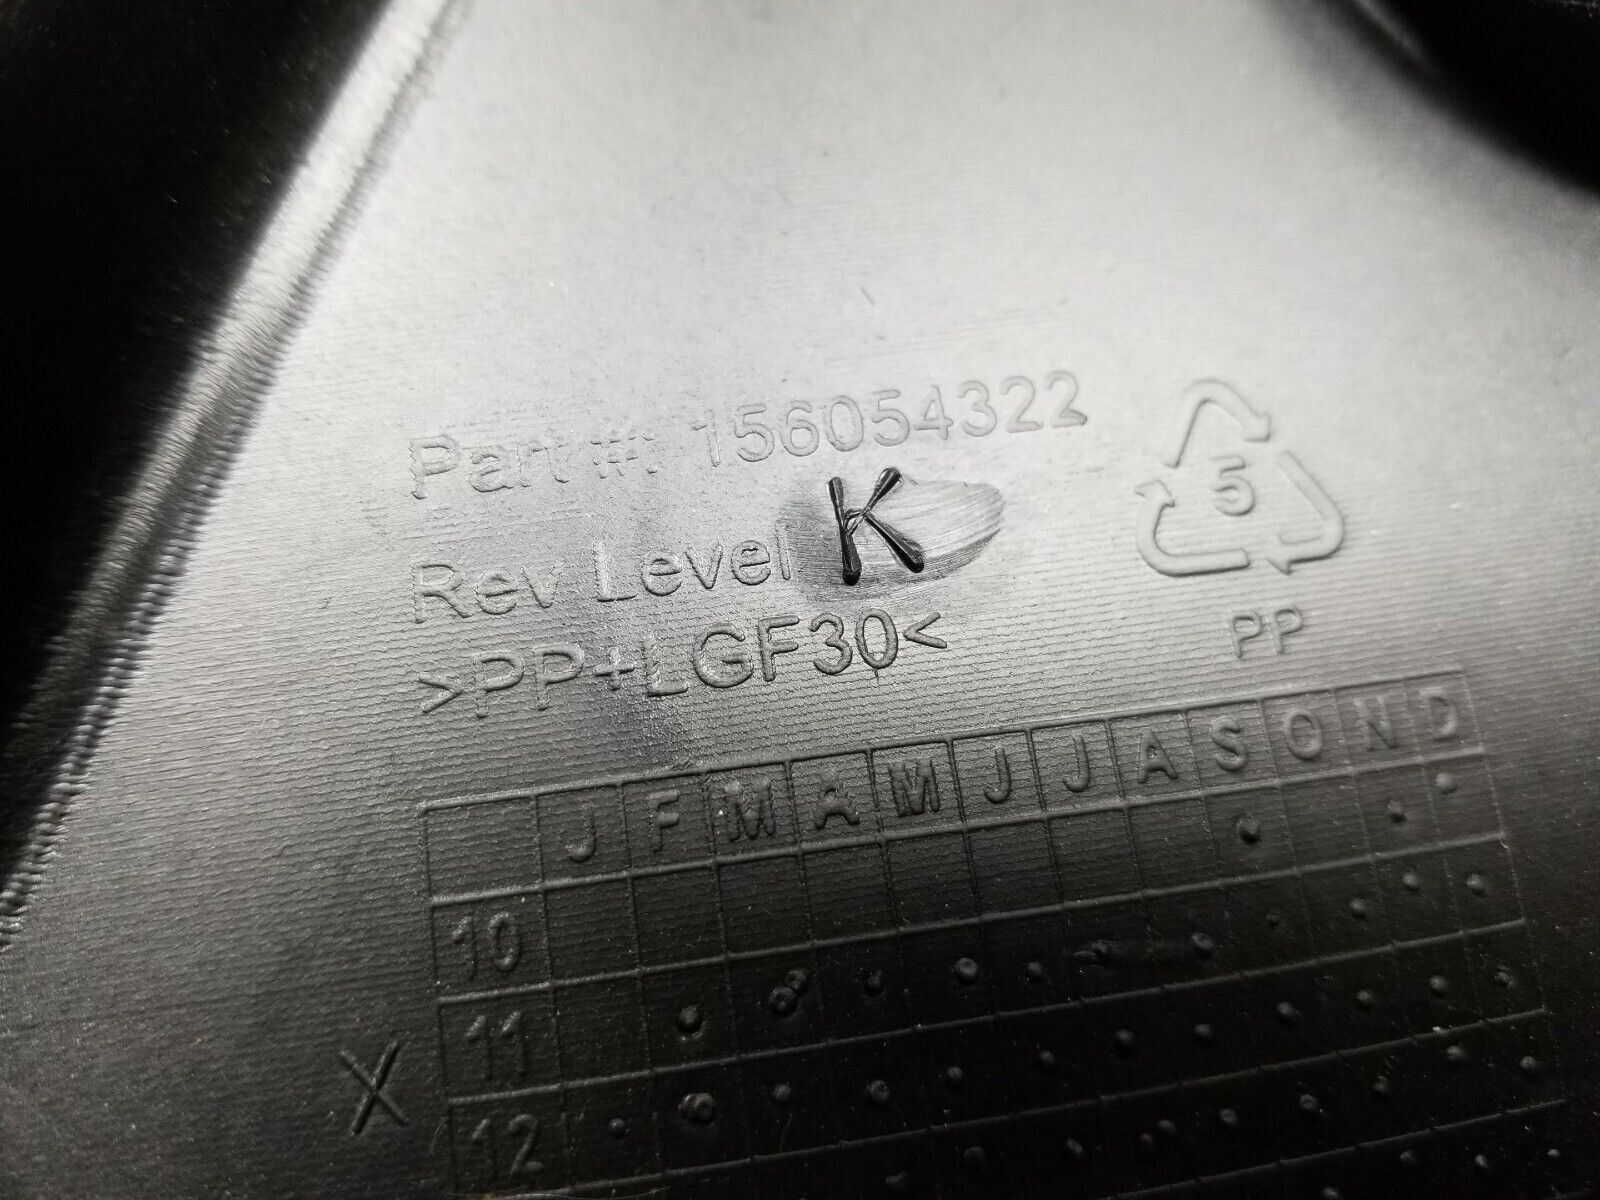 Part #: 156054322
Rev Level K
>PP+LGF30<
5
PP
J F M A M J J A S O N D
10
11
X
12